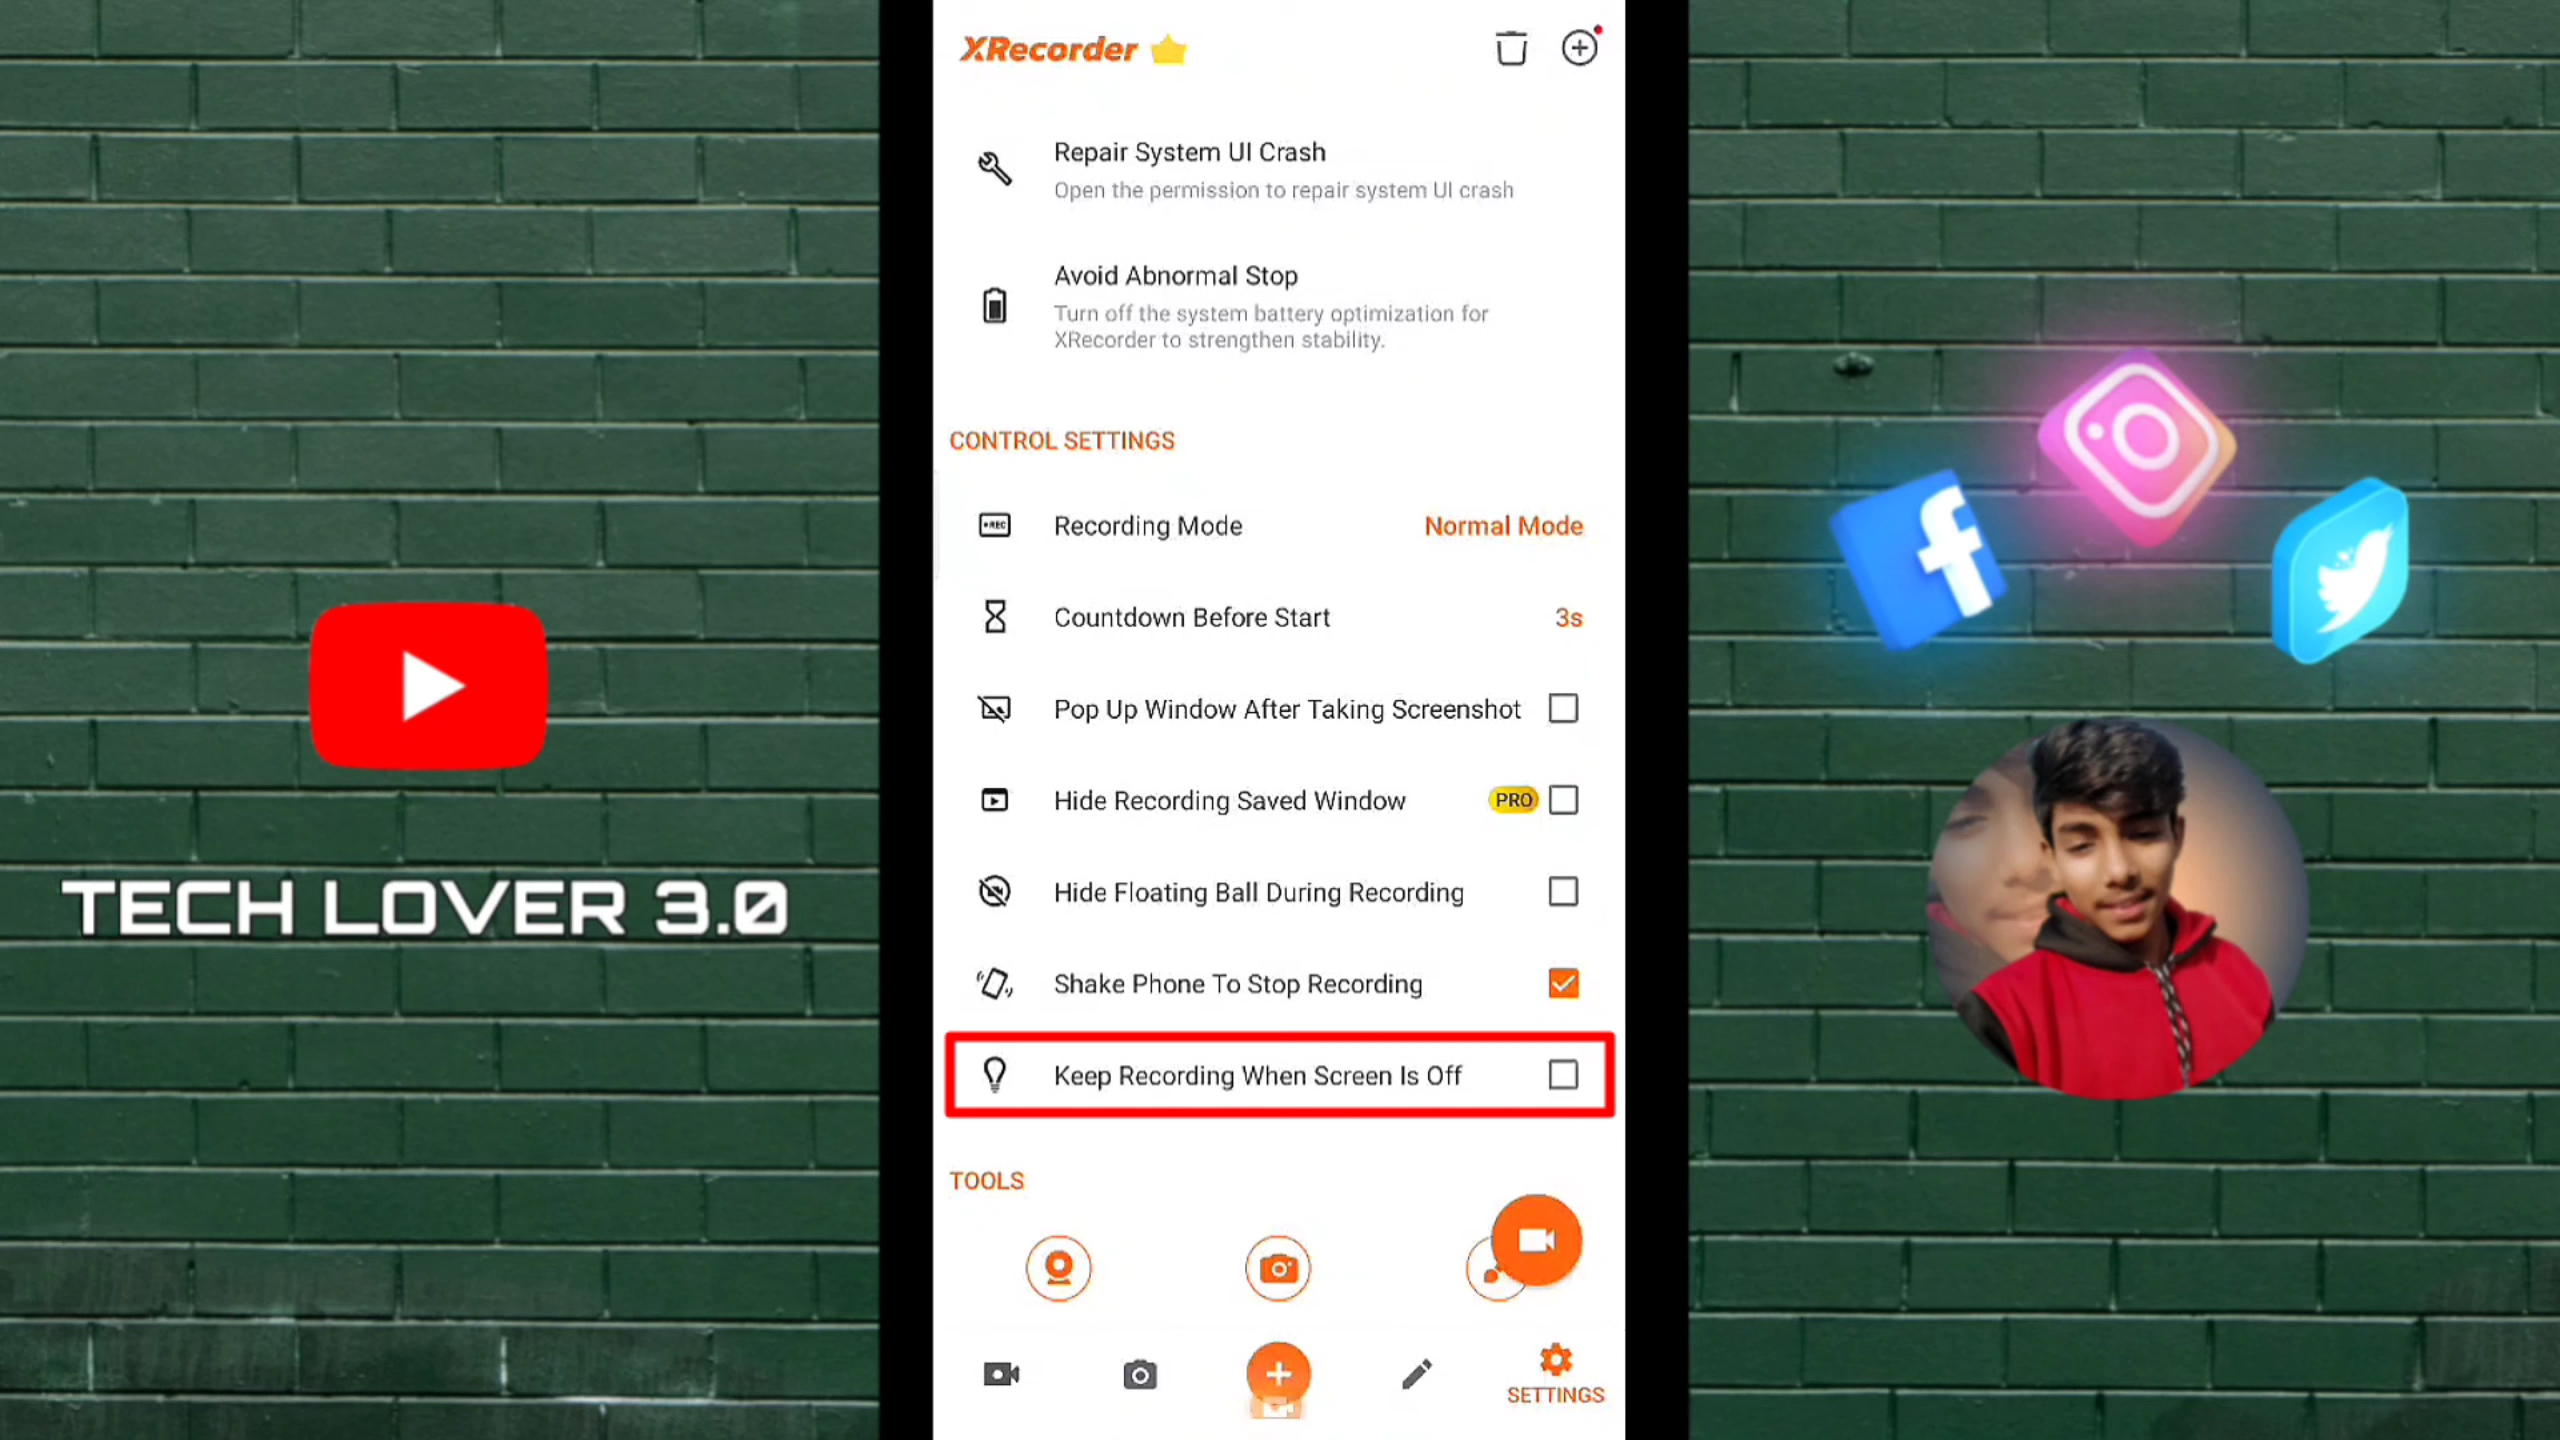 XRecorder
Repair System UI Crash
Open the permission to repair system UI crash
Avoid Abnormal Stop
Turn off the system battery optimization for
XRecorder to strengthen stability.
CONTROL SETTINGS
REC
Recording Mode
Normal Mode
Countdown Before Start
3s
Pop Up Window After Taking Screenshot
Hide Recording Saved Window
PRO
Hide Floating Ball During Recording
Shake Phone To Stop Recording
Keep Recording When Screen Is Off
TOOLS
SETTINGS
TECH LOVER 3.0